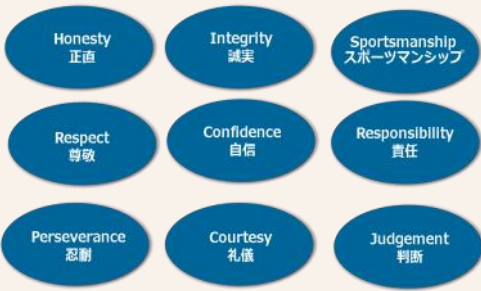 Honesty
正直
Integrity
誠実
Sportsmanship
スポーツマンシップ
Respect
尊敬
Confidence
自信
Responsibility
責任
Perseverance
忍耐
Courtesy
礼儀
Judgement
判断